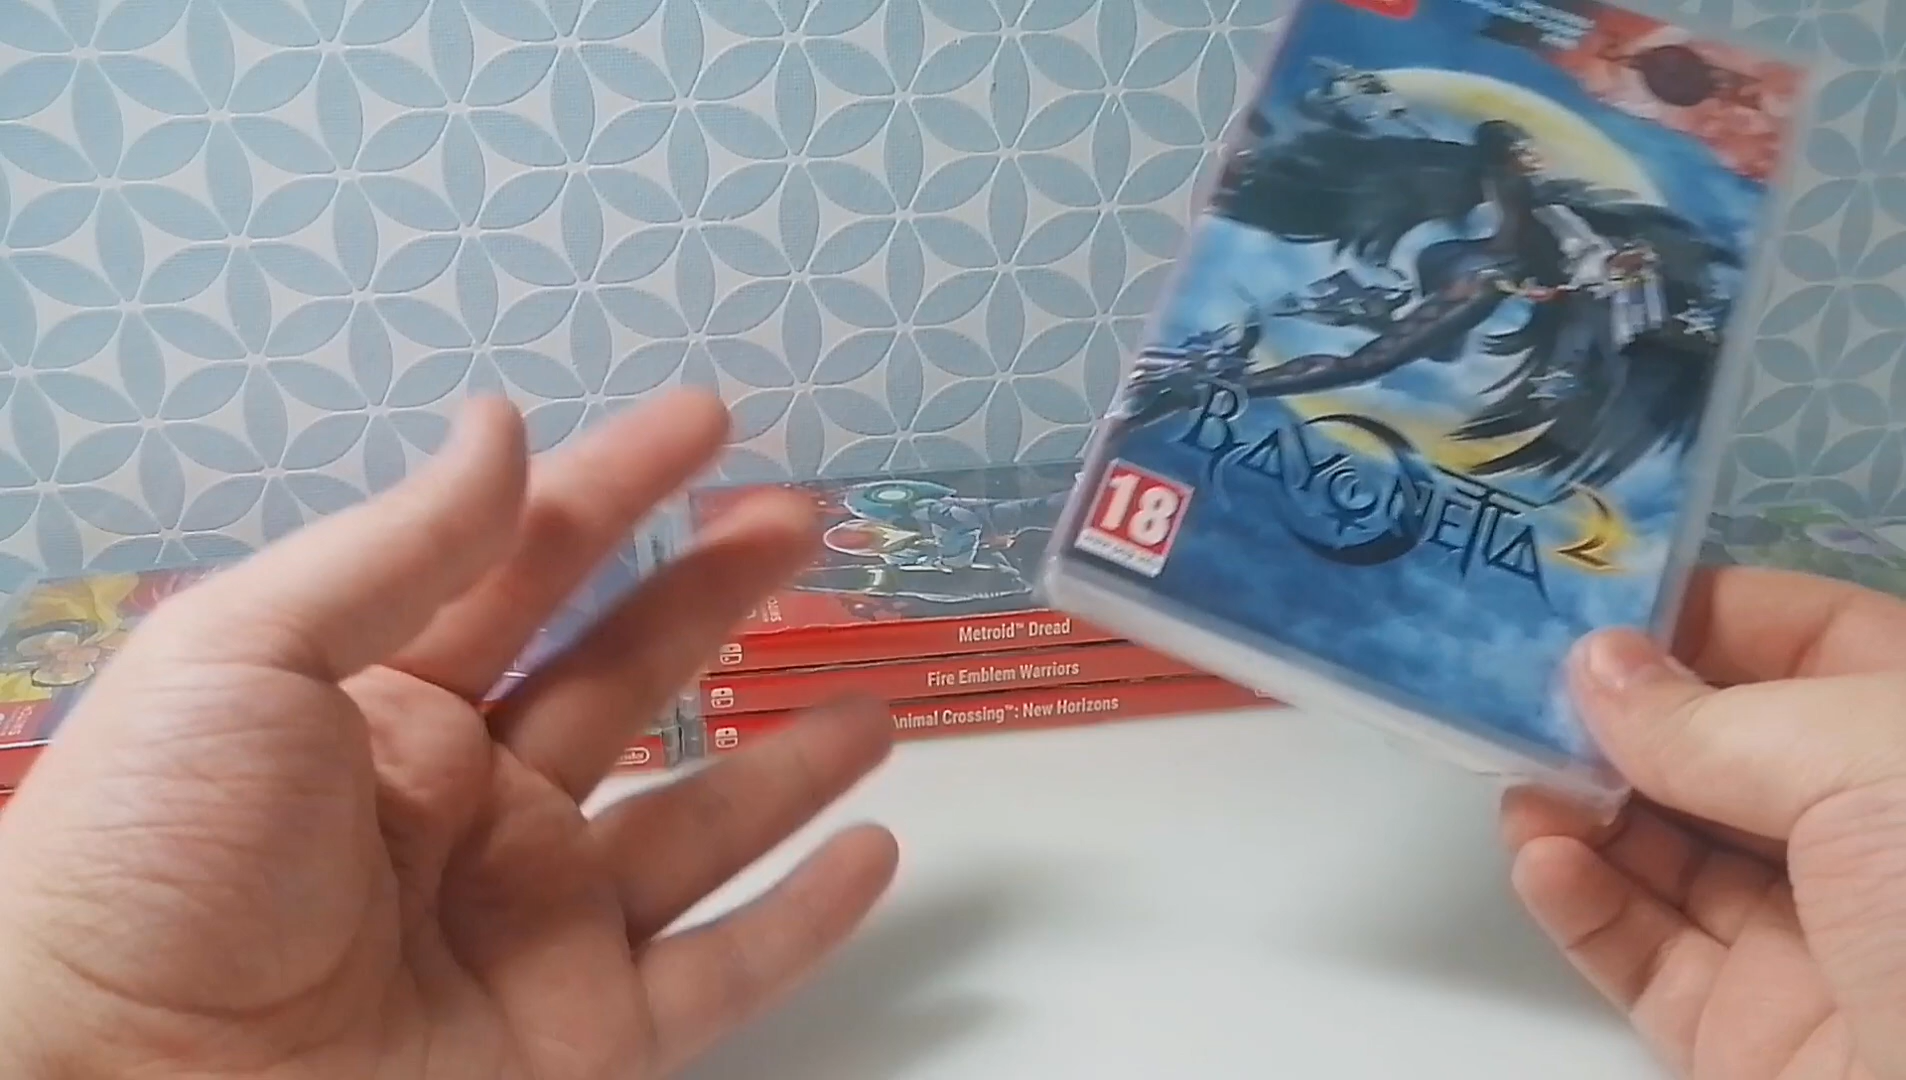 BAYONETTA 2
18
Metroid™ Dread
Fire Emblem Warriors
Animal Crossing™: New Horizons